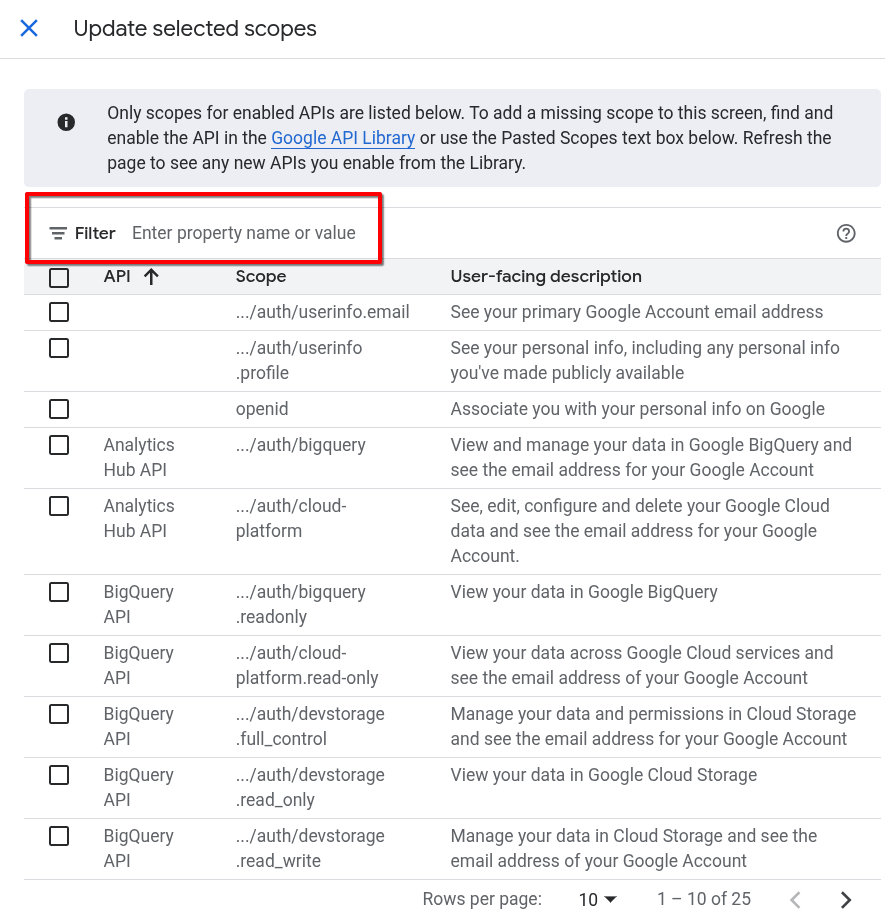 Update selected scopes
Only scopes for enabled APIs are listed below. To add a missing scope to this screen, find and
enable the API in the Google API Library or use the Pasted Scopes text box below. Refresh the
page to see any new APIs you enable from the Library.
Filter Enter property name or value
API Scope User-facing description
.../auth/userinfo.email See your primary Google Account email address
.../auth/userinfo See your personal info, including any personal info
.profile you've made publicly available
openid Associate you with your personal info on Google
Analytics .../auth/bigquery View and manage your data in Google BigQuery and
Hub API see the email address for your Google Account
Analytics .../auth/cloud- See, edit, configure and delete your Google Cloud
Hub API platform data and see the email address for your Google
Account.
BigQuery .../auth/bigquery View your data in Google BigQuery
API .readonly
BigQuery .../auth/cloud- View your data across Google Cloud services and
API platform.read-only see the email address of your Google Account
BigQuery .../auth/devstorage Manage your data and permissions in Cloud Storage
API .full_control and see the email address for your Google Account
BigQuery .../auth/devstorage View your data in Google Cloud Storage
API .read_only
BigQuery .../auth/devstorage Manage your data in Cloud Storage and see the
API .read_write email address of your Google Account
Rows per page: 10 1 – 10 of 25